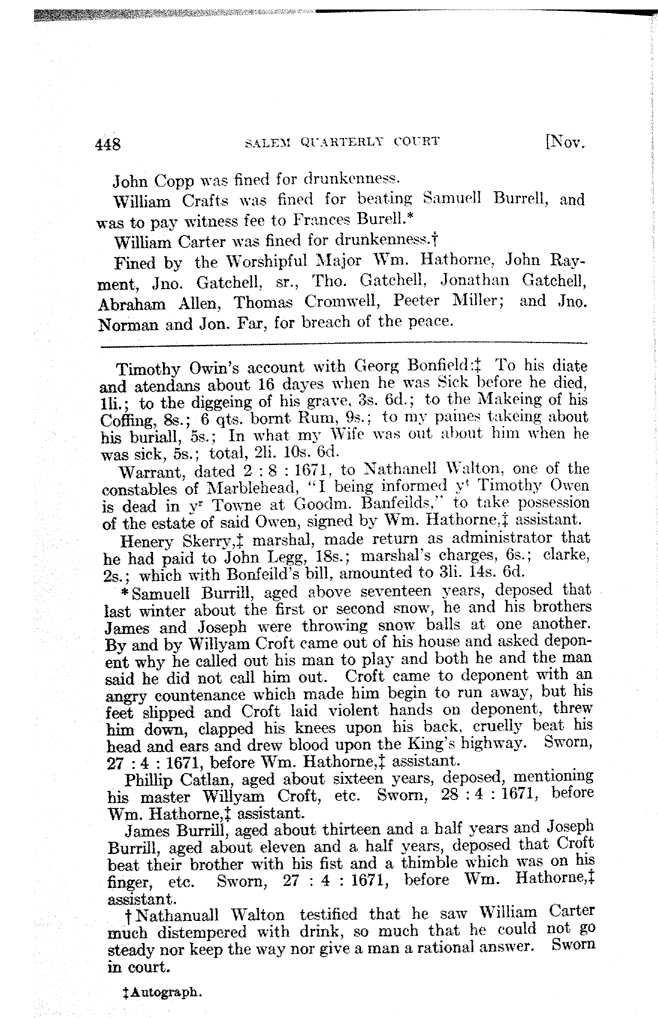 448 SALEM QUARTERLY COURT [Nov.
John Copp was fined for drunkenness.
William Crafts was fined for beating Samuell Burrell, and
was to pay witness fee to Frances Burell.*
William Carter was fined for drunkenness.†
Fined by the Worshipful Major Wm. Hathorne, John Ray-
ment, Jno. Gatchell, sr., Tho. Gatchell, Jonathan Gatchell,
Abraham Allen, Thomas Cromwell, Peeter Miller; and Jno.
Norman and Jon. Far, for breach of the peace.
Timothy Owin's account with Georg Bonfield:‡ To his diate
and atendans about 16 dayes when he was Sick before he died,
1li.; to the diggeing of his grave, 3s. 6d.; to the Makeing of his
Coffing, 8s.; 6 qts. bornt Rum, 9s.; to my paines takeing about
his buriall, 5s.; In what my Wife was out about him when he
was sick, 5s.; total, 2li. 10s. 6d.
Warrant, dated 2 : 8 : 1671, to Nathanell Walton, one of the
constables of Marblehead, "I being informed yᵗ Timothy Owen
is dead in yʳ Towne at Goodm. Banfeilds," to take possession
of the estate of said Owen, signed by Wm. Hathorne,‡ assistant.
Henery Skerry,‡ marshal, made return as administrator that
he had paid to John Legg, 18s.; marshal's charges, 6s.; clarke,
2s.; which with Bonfeild's bill, amounted to 3li. 14s. 6d.
*Samuell Burrill, aged above seventeen years, deposed that
last winter about the first or second snow, he and his brothers
James and Joseph were throwing snow balls at one another.
By and by Willyam Croft came out of his house and asked depon-
ent why he called out his man to play and both he and the man
said he did not call him out. Croft came to deponent with an
angry countenance which made him begin to run away, but his
feet slipped and Croft laid violent hands on deponent, threw
him down, clapped his knees upon his back, cruelly beat his
head and ears and drew blood upon the King's highway. Sworn,
27 : 4 : 1671, before Wm. Hathorne,‡ assistant.
Phillip Catlan, aged about sixteen years, deposed, mentioning
his master Willyam Croft, etc. Sworn, 28 : 4 : 1671, before
Wm. Hathorne,‡ assistant.
James Burrill, aged about thirteen and a half years and Joseph
Burrill, aged about eleven and a half years, deposed that Croft
beat their brother with his fist and a thimble which was on his
finger, etc. Sworn, 27 : 4 : 1671, before Wm. Hathorne,‡
assistant.
†Nathanuall Walton testified that he saw William Carter
much distempered with drink, so much that he could not go
steady nor keep the way nor give a man a rational answer. Sworn
in court.
‡Autograph.